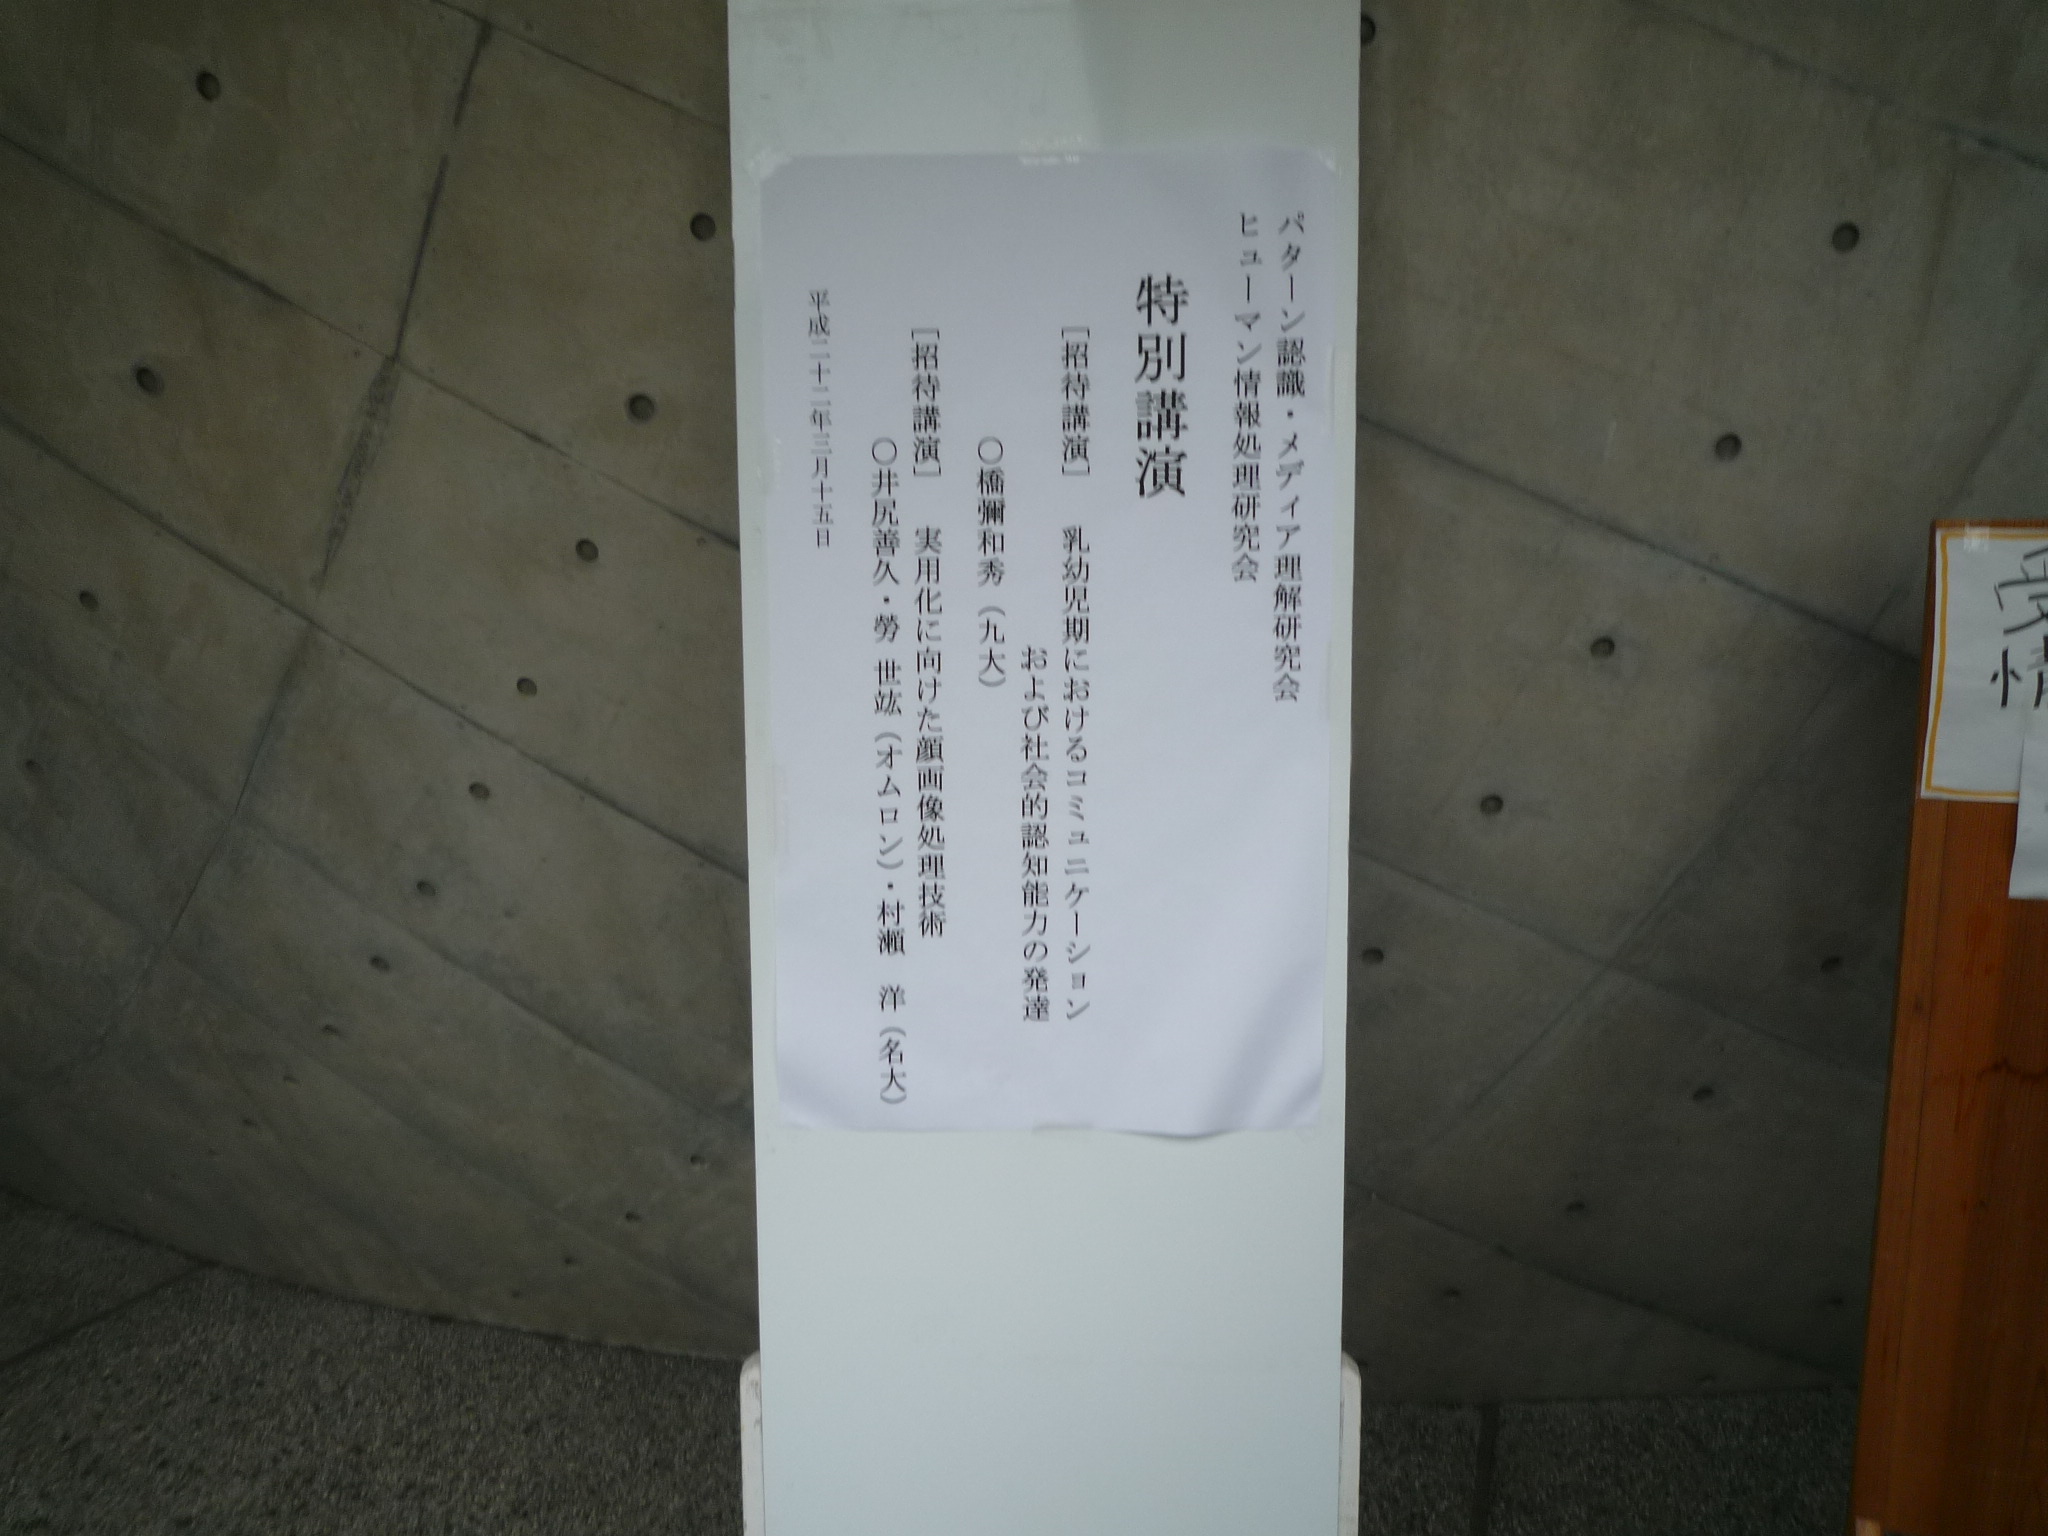 パターン認識・メディア理解研究会
ヒューマン情報処理研究会
特別講演
［招待講演］　乳幼児期におけるコミュニケーション
および社会的認知能力の発達
○橋彌和秀（九大）
［招待講演］　実用化に向けた顔画像処理技術
○井尻善久・勞 世竑（オムロン）・村瀬　洋（名大）
平成二十二年三月十五日